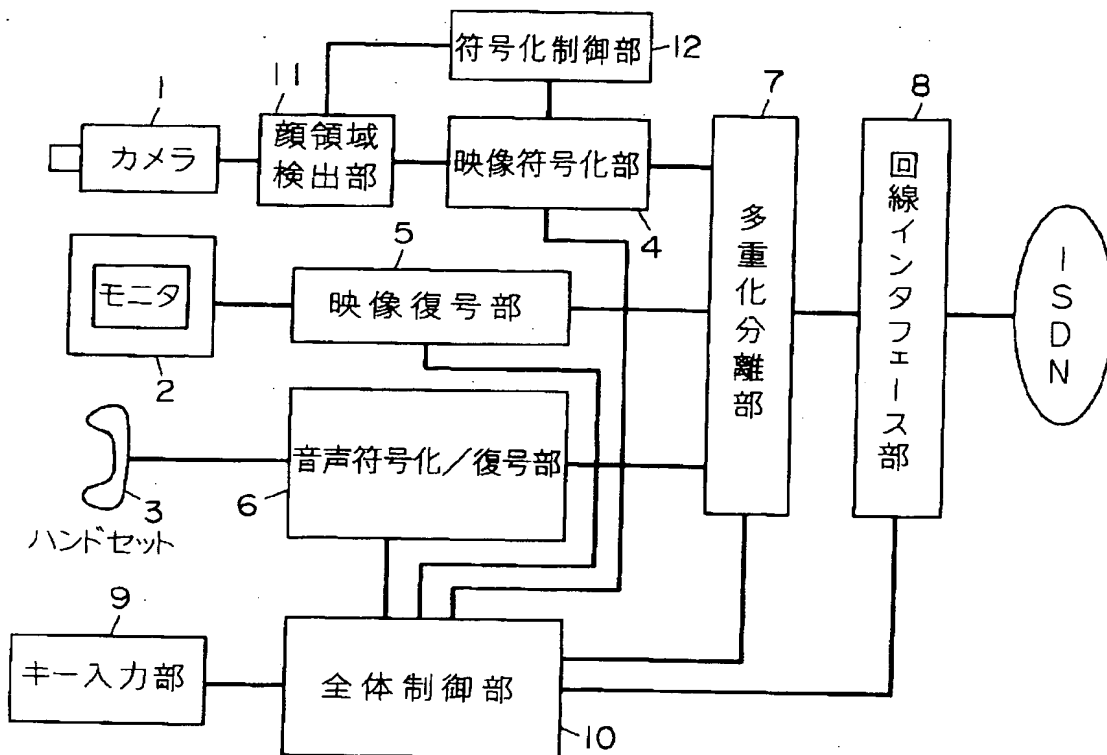 符号化制御部
12
11
7
8
1
カメラ
顔領域
検出部
映像符号化部
4
多重化分離部
回線インタフェース部
ISDN
モニタ
2
5
映像復号部
3
ハンドセット
音声符号化／復号部
6
9
キー入力部
全体制御部
10